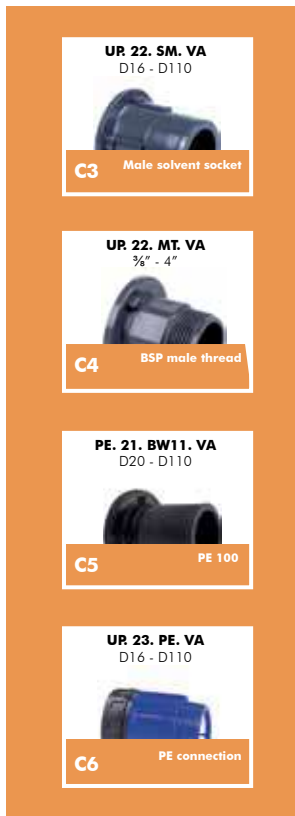 UP. 22. SM. VA
D16 - D110
C3 Male solvent socket
UP. 22. MT. VA
⅜” - 4”
C4 BSP male thread
PE. 21. BW11. VA
D20 - D110
C5 PE 100
UP. 23. PE. VA
D16 - D110
C6 PE connection